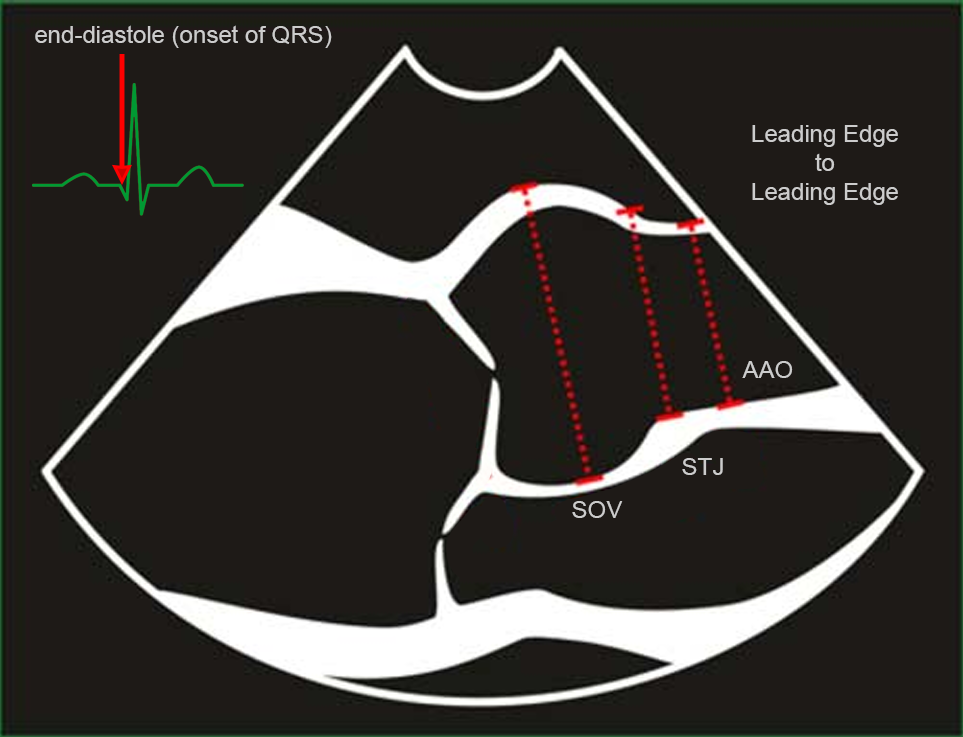 end-diastole (onset of QRS)
Leading Edge
to
Leading Edge
AAO
STJ
SOV